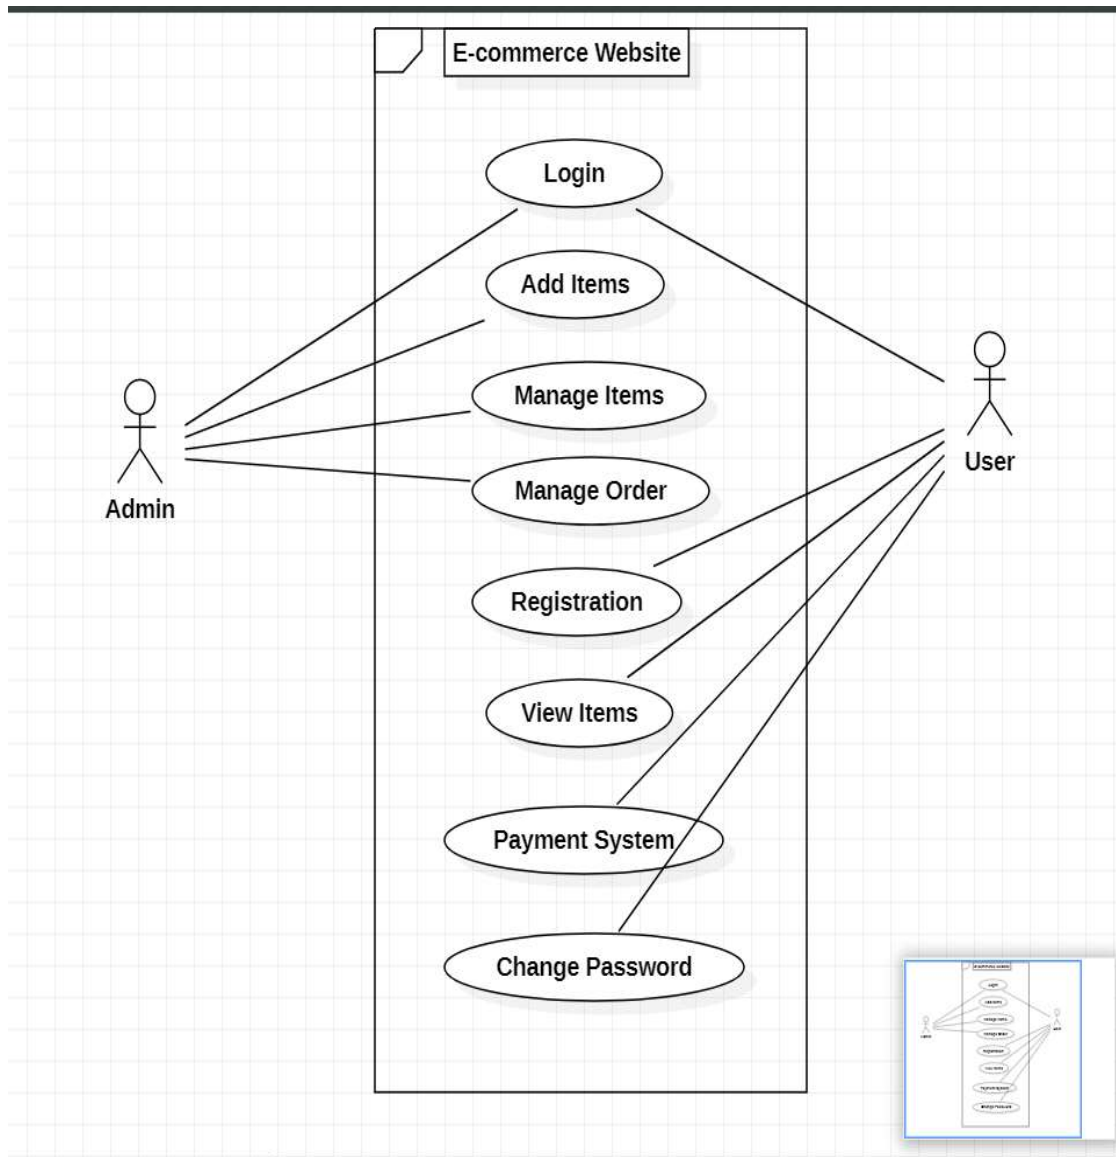 E-commerce Website
Login
Add Items
Manage Items
Manage Order
Registration
View Items
Payment System
Change Password
Admin
User